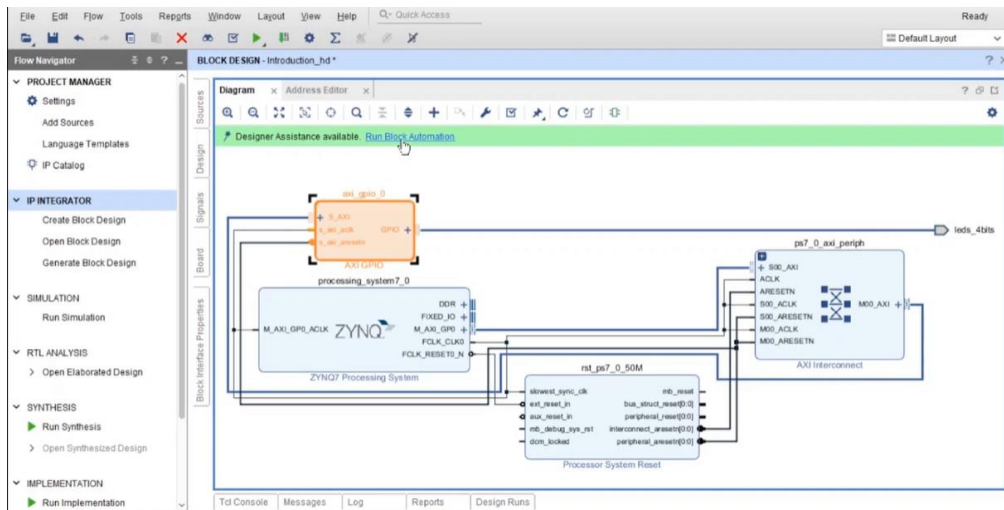 File Edit Flow Tools Reports Window Layout View Help Quick Access Ready
Default Layout
Flow Navigator
BLOCK DESIGN - Introduction_hd *
PROJECT MANAGER
Settings
Add Sources
Language Templates
IP Catalog
IP INTEGRATOR
Create Block Design
Open Block Design
Generate Block Design
SIMULATION
Run Simulation
RTL ANALYSIS
Open Elaborated Design
SYNTHESIS
Run Synthesis
Open Synthesized Design
IMPLEMENTATION
Run Implementation
Sources
Design
Signals
Board
Block Interface Properties
Diagram Address Editor
Designer Assistance available. Run Block Automation
axi_gpio_0
S_AXI
s_axi_aclk
s_axi_aresetn
GPIO
AXI GPIO
leds_4bits
processing_system7_0
M_AXI_GP0_ACLK
ZYNQ
DDR
FIXED_IO
M_AXI_GP0
FCLK_CLK0
FCLK_RESET0_N
ZYNQ7 Processing System
ps7_0_axi_periph
S00_AXI
ACLK
ARESETN
S00_ACLK
S00_ARESETN
M00_ACLK
M00_ARESETN
M00_AXI
AXI Interconnect
rst_ps7_0_50M
slowest_sync_clk
ext_reset_in
aux_reset_in
mb_debug_sys_rst
dcm_locked
mb_reset
bus_struct_reset[0:0]
peripheral_reset[0:0]
interconnect_aresetn[0:0]
peripheral_aresetn[0:0]
Processor System Reset
Tcl Console Messages Log Reports Design Runs